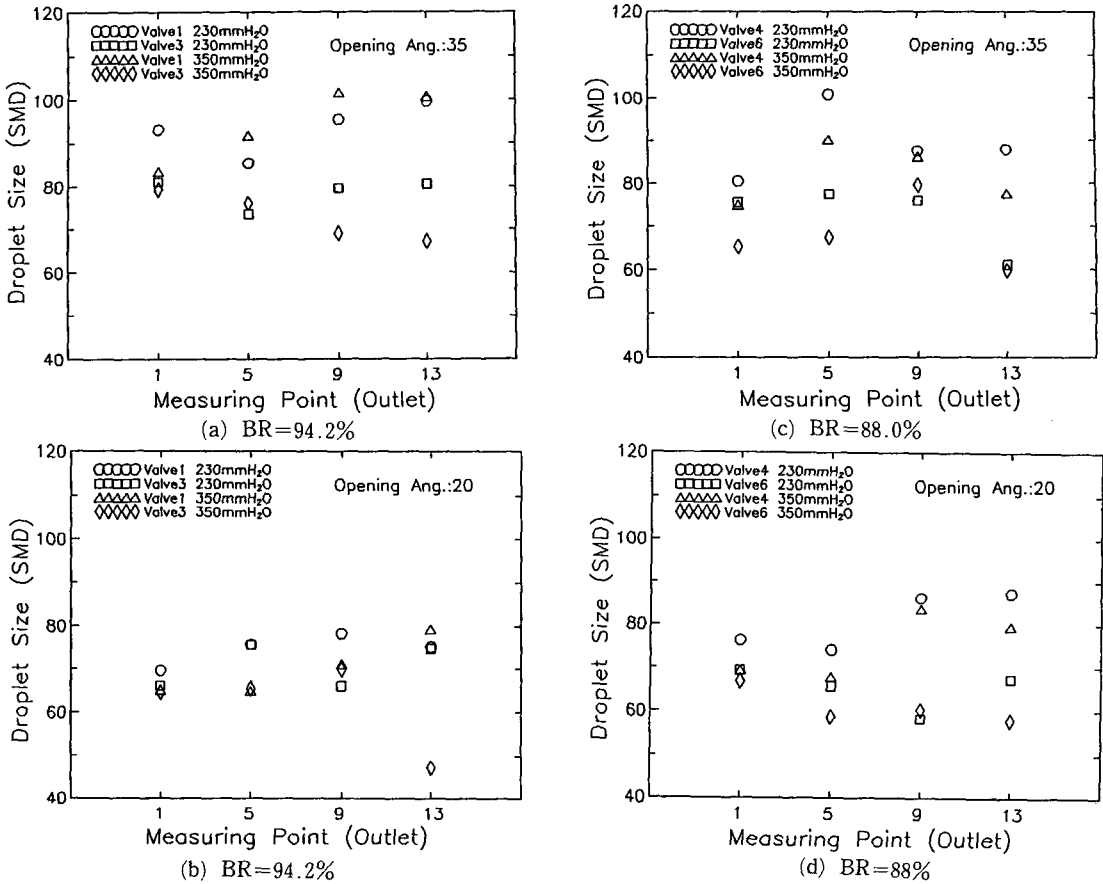 120
100
80
60
40
Droplet Size (SMD)
Valve1 230mmH₂O
Valve3 230mmH₂O
Valve1 350mmH₂O
Valve3 350mmH₂O
Opening Ang.:35
1 5 9 13
Measuring Point (Outlet)
(a) BR=94.2%
120
100
80
60
40
Droplet Size (SMD)
Valve4 230mmH₂O
Valve6 230mmH₂O
Valve4 350mmH₂O
Valve6 350mmH₂O
Opening Ang.:35
1 5 9 13
Measuring Point (Outlet)
(c) BR=88.0%
120
100
80
60
40
Droplet Size (SMD)
Valve1 230mmH₂O
Valve3 230mmH₂O
Valve1 350mmH₂O
Valve3 350mmH₂O
Opening Ang.:20
1 5 9 13
Measuring Point (Outlet)
(b) BR=94.2%
120
100
80
60
40
Droplet Size (SMD)
Valve4 230mmH₂O
Valve6 230mmH₂O
Valve4 350mmH₂O
Valve6 350mmH₂O
Opening Ang.:20
1 5 9 13
Measuring Point (Outlet)
(d) BR=88%